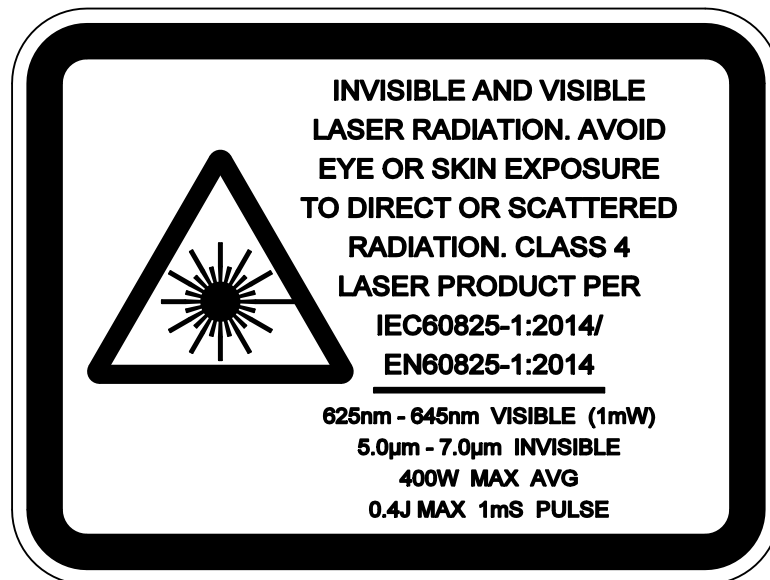 INVISIBLE AND VISIBLE
LASER RADIATION. AVOID
EYE OR SKIN EXPOSURE
TO DIRECT OR SCATTERED
RADIATION. CLASS 4
LASER PRODUCT PER
IEC60825-1:2014/
EN60825-1:2014
625nm - 645nm VISIBLE (1mW)
5.0µm - 7.0µm INVISIBLE
400W MAX AVG
0.4J MAX 1mS PULSE